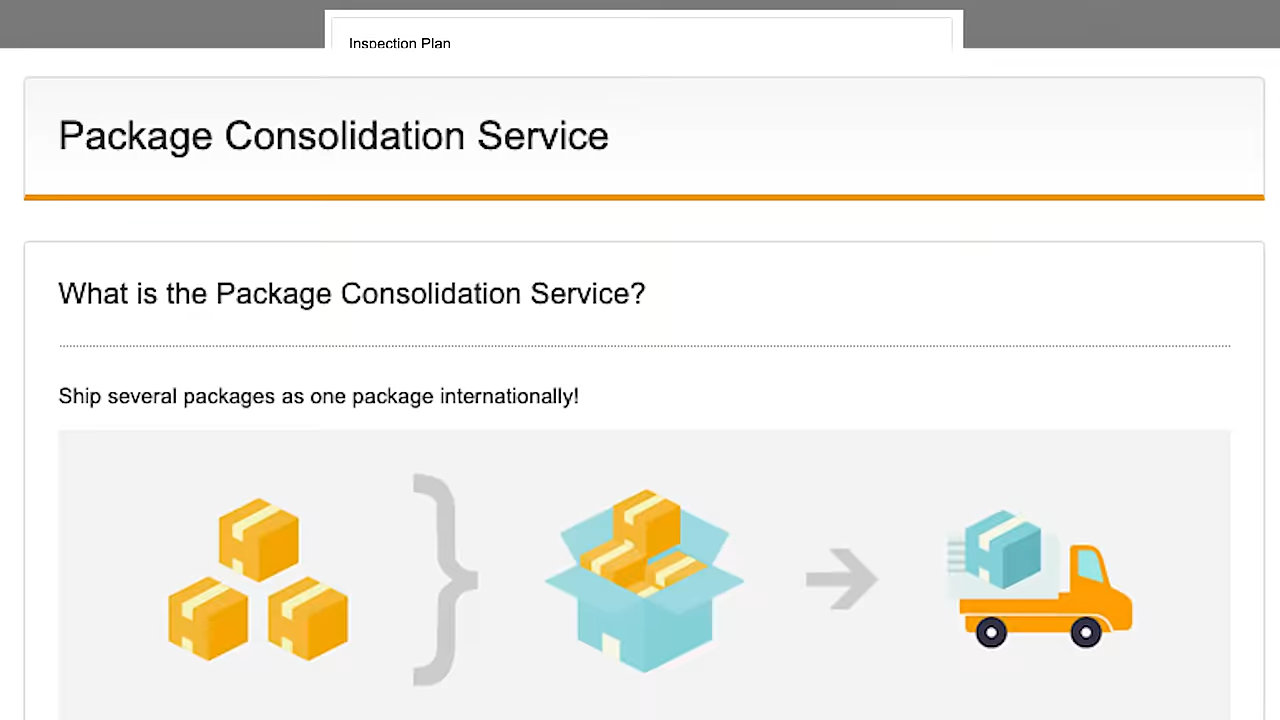 Inspection Plan
Package Consolidation Service
What is the Package Consolidation Service?
Ship several packages as one package internationally!